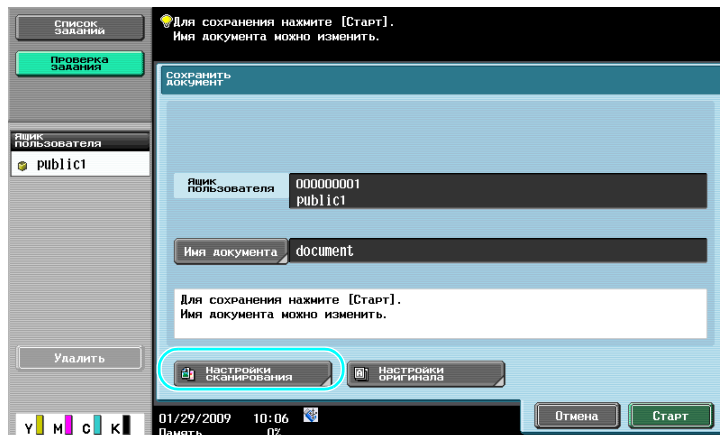 Список
заданий
Проверка
задания
Для сохранения нажмите [Старт].
Имя документа можно изменить.
Сохранить
документ
Ящик
пользователя
public1
Ящик
пользователя
000000001
public1
Имя документа
document
Для сохранения нажмите [Старт].
Имя документа можно изменить.
Удалить
Настройки
сканирования
Настройки
оригинала
Отмена
Старт
01/29/2009 10:06
Память 0%
Y M C K